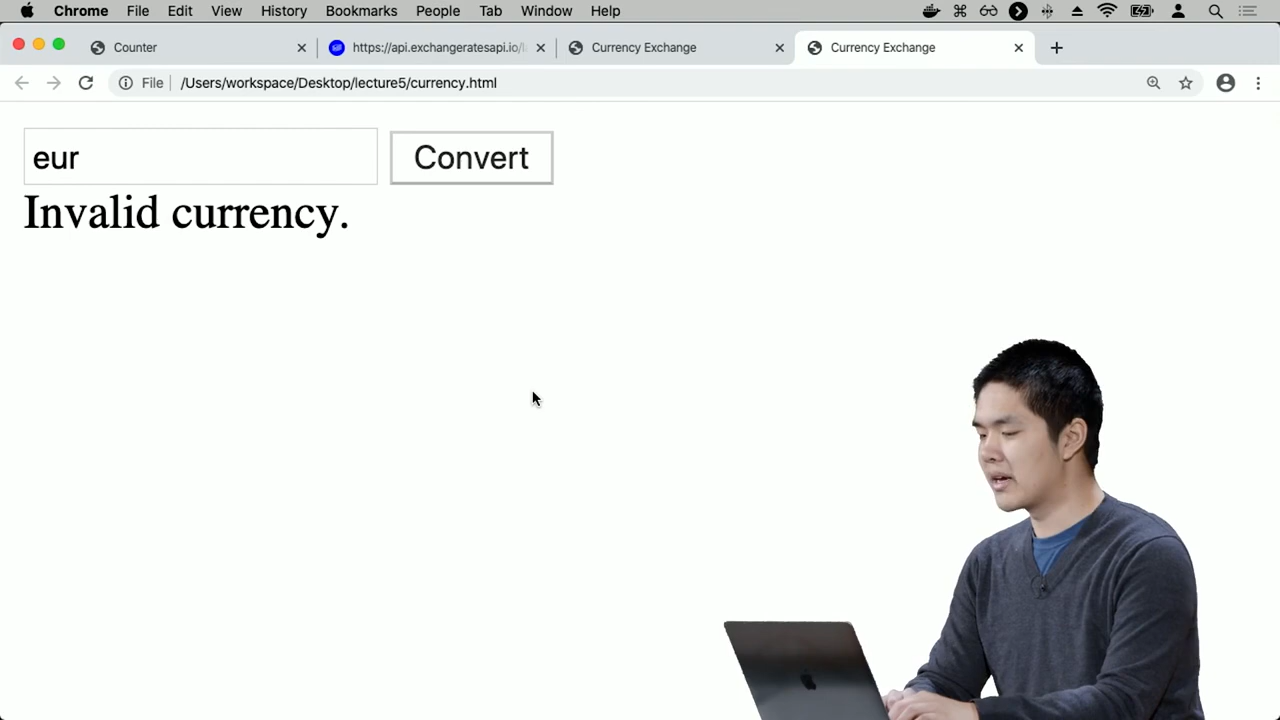 Chrome File Edit View History Bookmarks People Tab Window Help
Counter https://api.exchangeratesapi.io/l Currency Exchange Currency Exchange
File /Users/workspace/Desktop/lecture5/currency.html
eur Convert
Invalid currency.